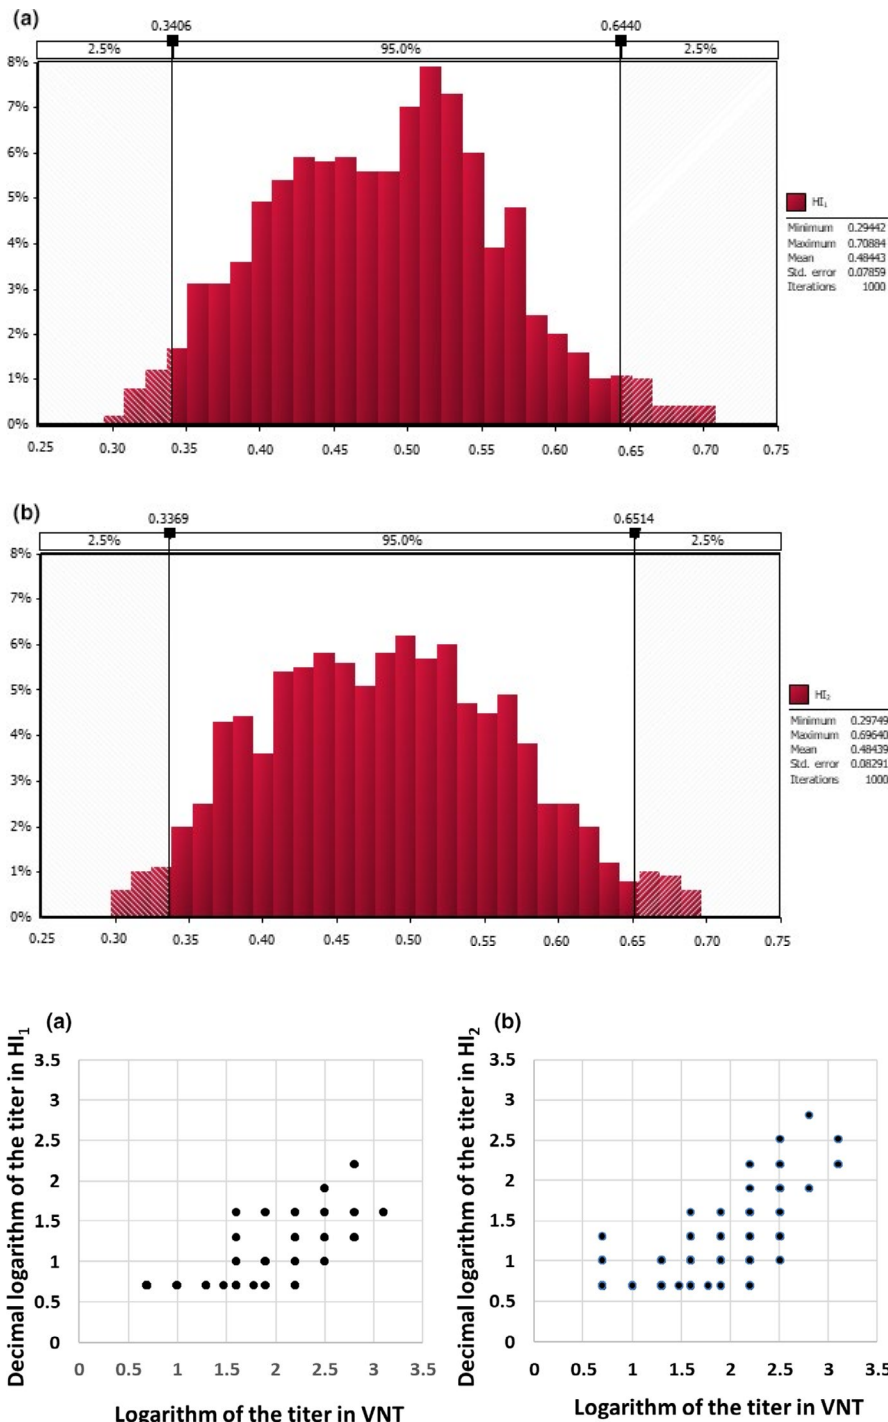 (a)
0.3406 0.6440
2.5% 95.0% 2.5%
8%
7%
6%
5%
4%
3%
2%
1%
0%
0.25 0.30 0.35 0.40 0.45 0.50 0.55 0.60 0.65 0.70 0.75
HI₁
Minimum 0.29442
Maximum 0.70884
Mean 0.48443
Std. error 0.07859
Iterations 1000
(b)
0.3369 0.6514
2.5% 95.0% 2.5%
8%
7%
6%
5%
4%
3%
2%
1%
0%
0.25 0.30 0.35 0.40 0.45 0.50 0.55 0.60 0.65 0.70 0.75
HI₂
Minimum 0.29749
Maximum 0.69640
Mean 0.48439
Std. error 0.08291
Iterations 1000
(a)
Decimal logarithm of the titer in HI₁
3.5
3
2.5
2
1.5
1
0.5
0
0 0.5 1 1.5 2 2.5 3 3.5
Logarithm of the titer in VNT
(b)
Decimal logarithm of the titer in HI₂
3.5
3
2.5
2
1.5
1
0.5
0
0 0.5 1 1.5 2 2.5 3 3.5
Logarithm of the titer in VNT